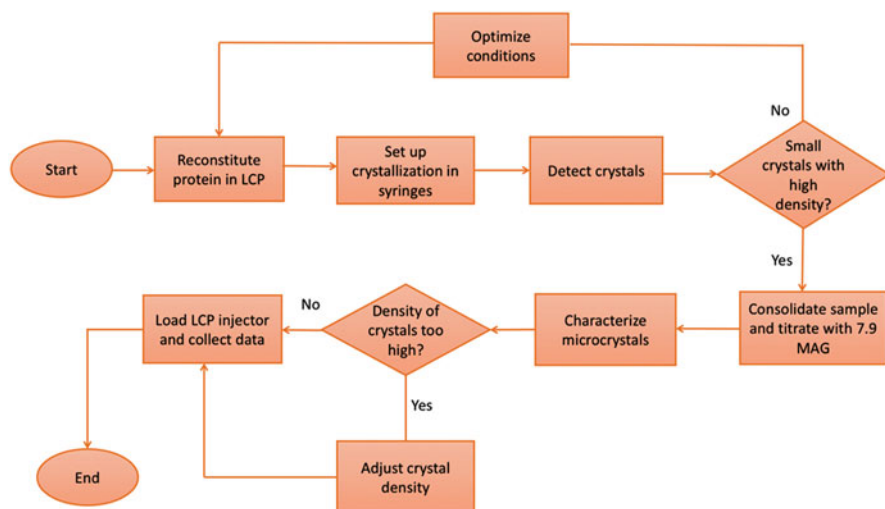 Optimize
conditions
No
Start
Reconstitute
protein in LCP
Set up
crystallization in
syringes
Detect crystals
Small
crystals with
high
density?
Yes
Consolidate sample
and titrate with 7.9
MAG
Characterize
microcrystals
Density of
crystals too
high?
No
Load LCP injector
and collect data
Yes
Adjust crystal
density
End